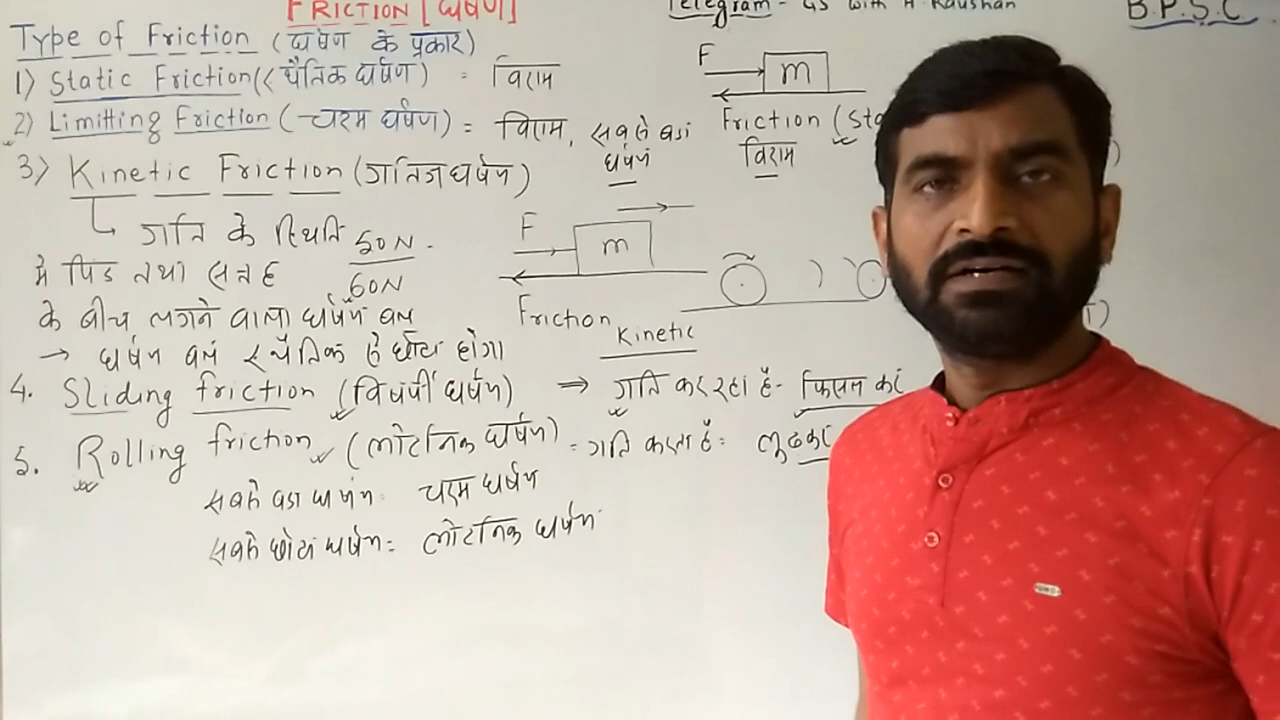 FRICTION [घर्षण]
Telegram - GS with A. Kaushan
B.P.S.C
Type of Friction (घर्षण के प्रकार)
1) Static Friction (स्थैतिक घर्षण) = विराम
2) Limitting Friction (चरम घर्षण) = विराम, सबसे बडा घर्षण
3) Kinetic Friction (गतिज घर्षण)
गति के स्थिति
में पिंड तथा सतह
के बीच लगने वाला घर्षण बल
→ घर्षण बल स्थैतिक से छोटा होगा
50N
60N
F m
Friction (Sta
विराम
F m
Friction
Kinetic
4. Sliding friction (विसर्पी घर्षण) ⇒ गति कर रहा है - फिसल कर
5. Rolling friction (लोटनिक घर्षण) = गति करता है = लुढक
सबसे बडा घर्षण = चरम घर्षण
सबसे छोटा घर्षण = लोटनिक घर्षण